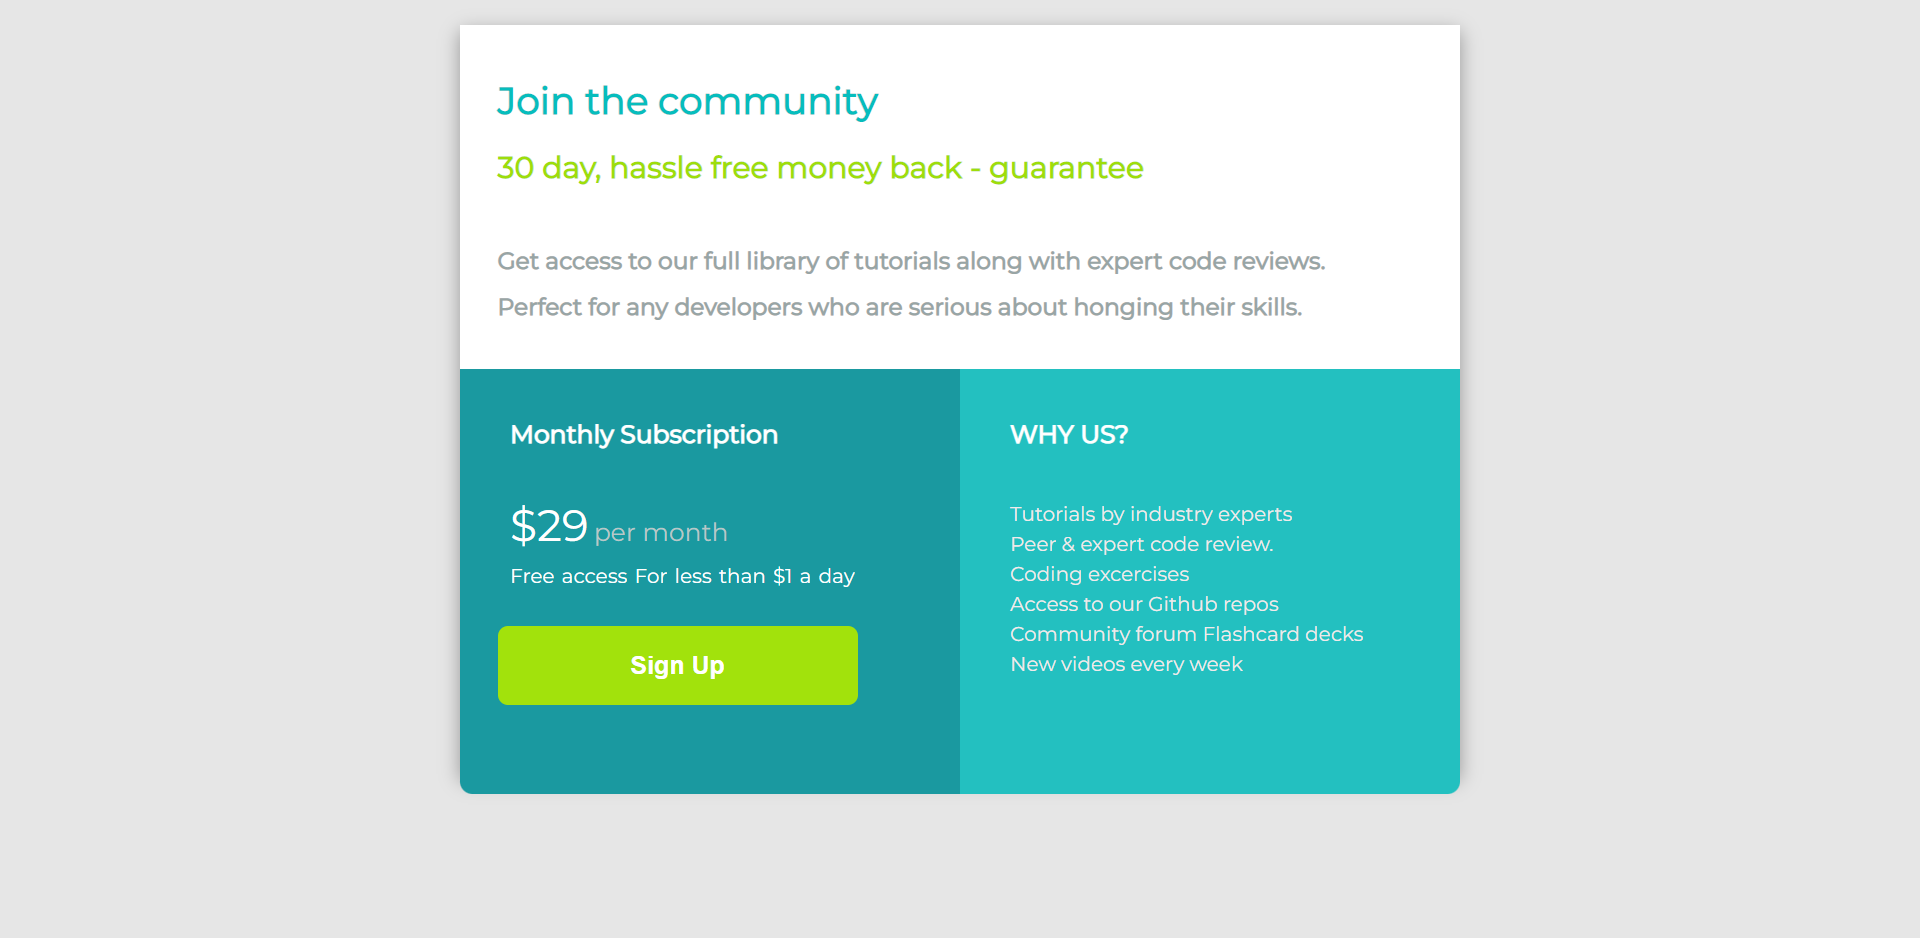 Join the community
30 day, hassle free money back - guarantee
Get access to our full library of tutorials along with expert code reviews.
Perfect for any developers who are serious about honging their skills.
Monthly Subscription
$29 per month
Free access For less than $1 a day
Sign Up
WHY US?
Tutorials by industry experts
Peer & expert code review.
Coding excercises
Access to our Github repos
Community forum Flashcard decks
New videos every week